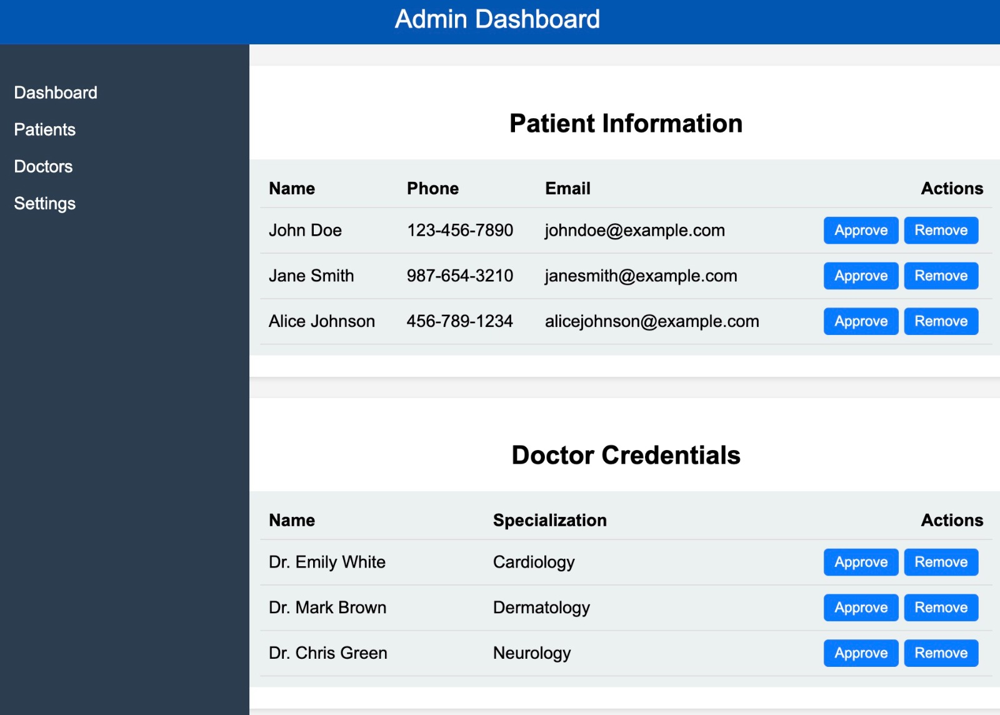 Admin Dashboard
Dashboard
Patients
Doctors
Settings
Patient Information
Name Phone Email Actions
John Doe 123-456-7890 johndoe@example.com Approve Remove
Jane Smith 987-654-3210 janesmith@example.com Approve Remove
Alice Johnson 456-789-1234 alicejohnson@example.com Approve Remove
Doctor Credentials
Name Specialization Actions
Dr. Emily White Cardiology Approve Remove
Dr. Mark Brown Dermatology Approve Remove
Dr. Chris Green Neurology Approve Remove